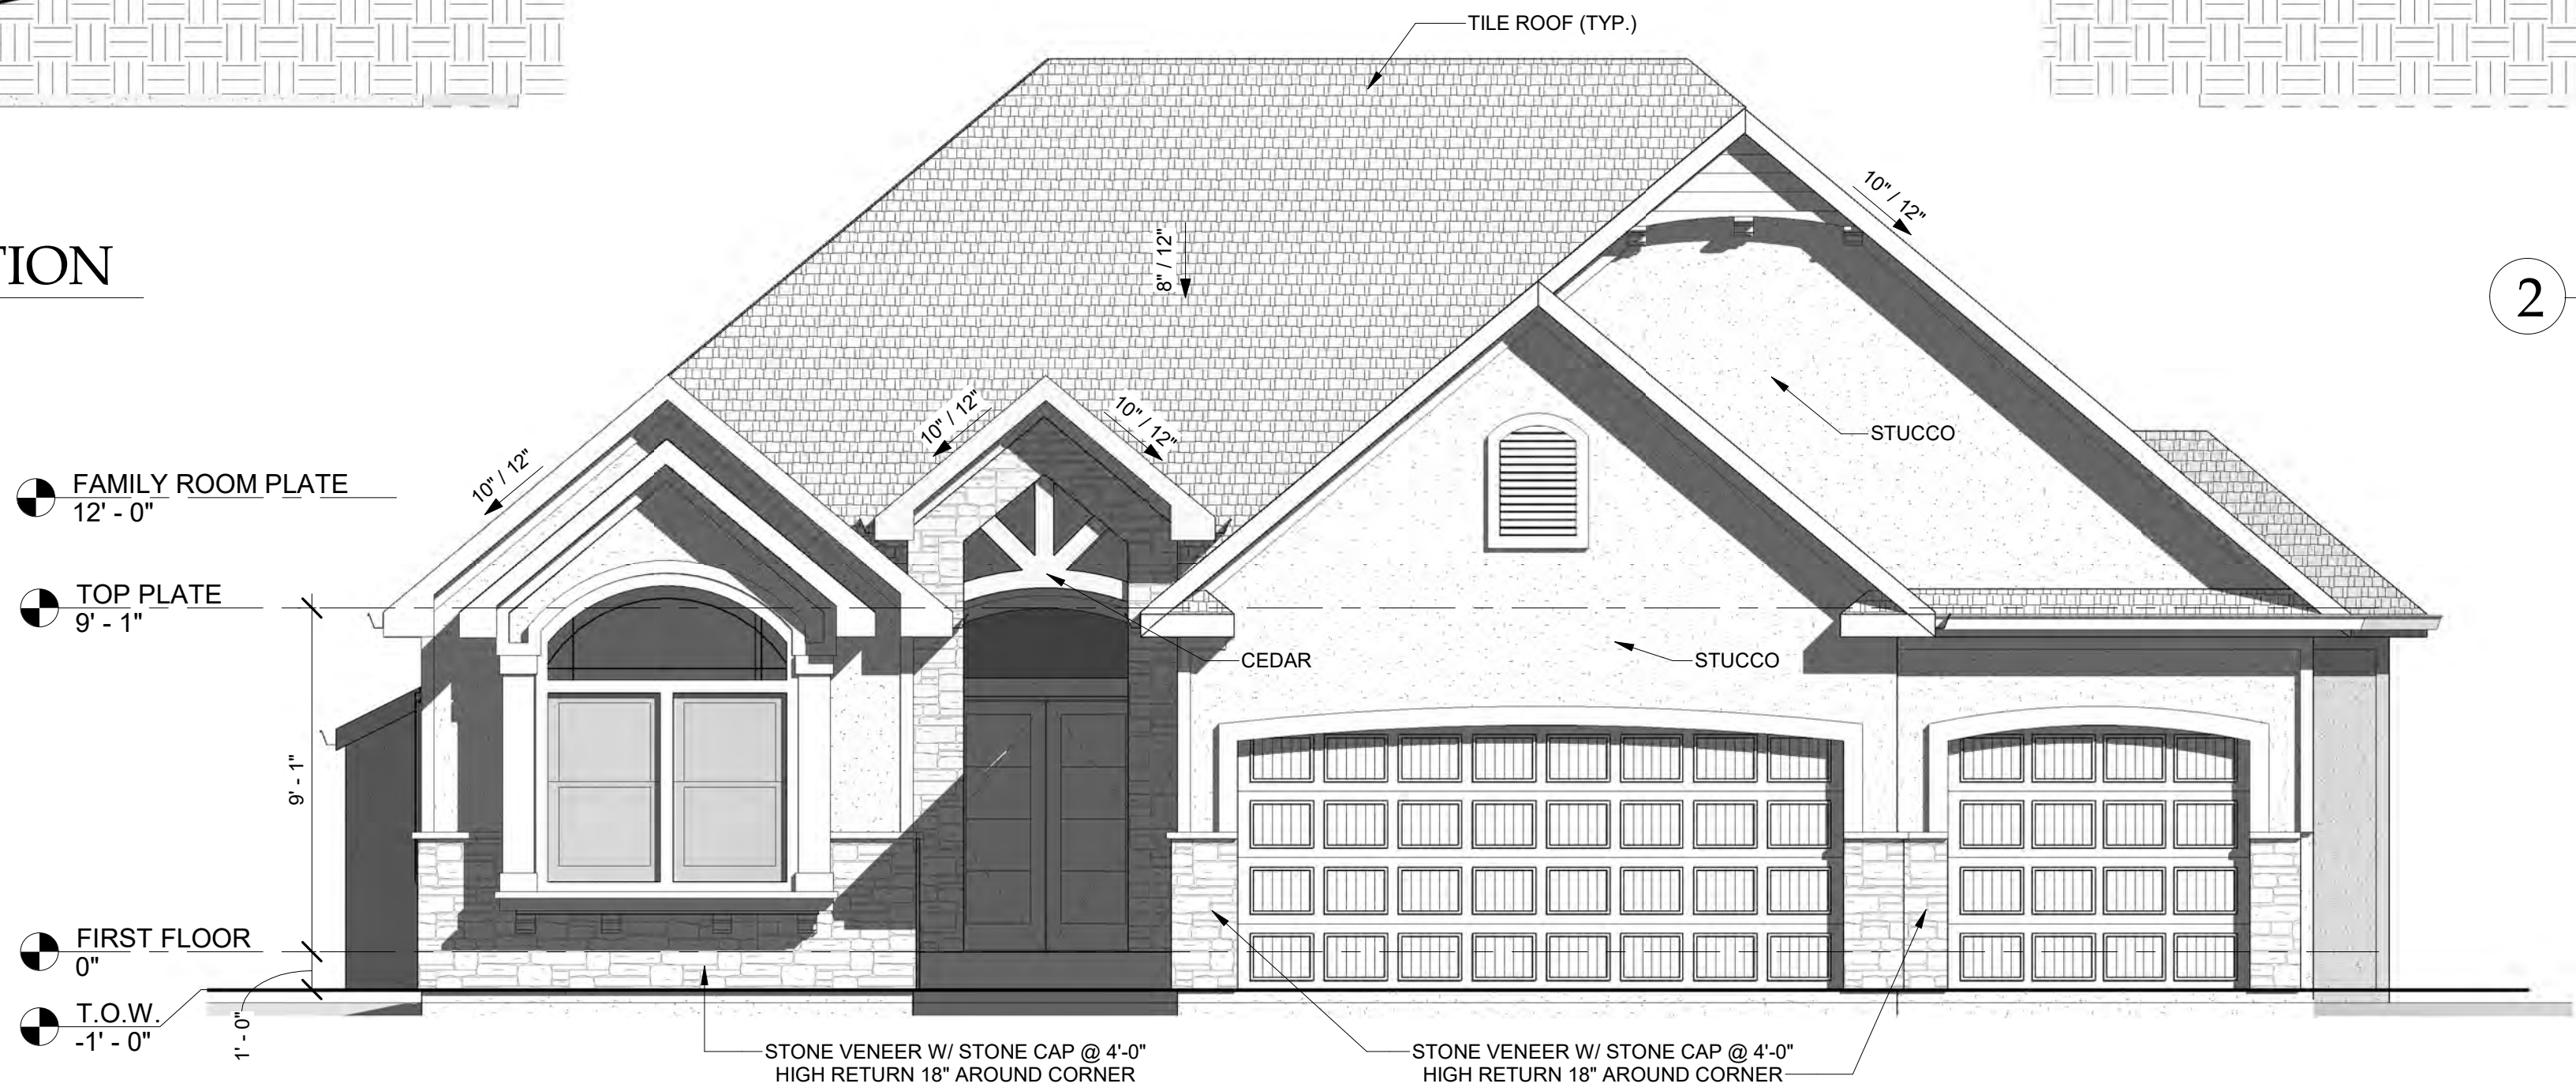 TILE ROOF (TYP.)
10" / 12"
TION
8" / 12"
2
10" / 12"
10" / 12"
STUCCO
10" / 12"
FAMILY ROOM PLATE
12' - 0"
TOP PLATE
9' - 1"
CEDAR
STUCCO
9' - 1"
FIRST FLOOR
0"
T.O.W.
-1' - 0"
1' - 0"
STONE VENEER W/ STONE CAP @ 4'-0"
HIGH RETURN 18" AROUND CORNER
STONE VENEER W/ STONE CAP @ 4'-0"
HIGH RETURN 18" AROUND CORNER